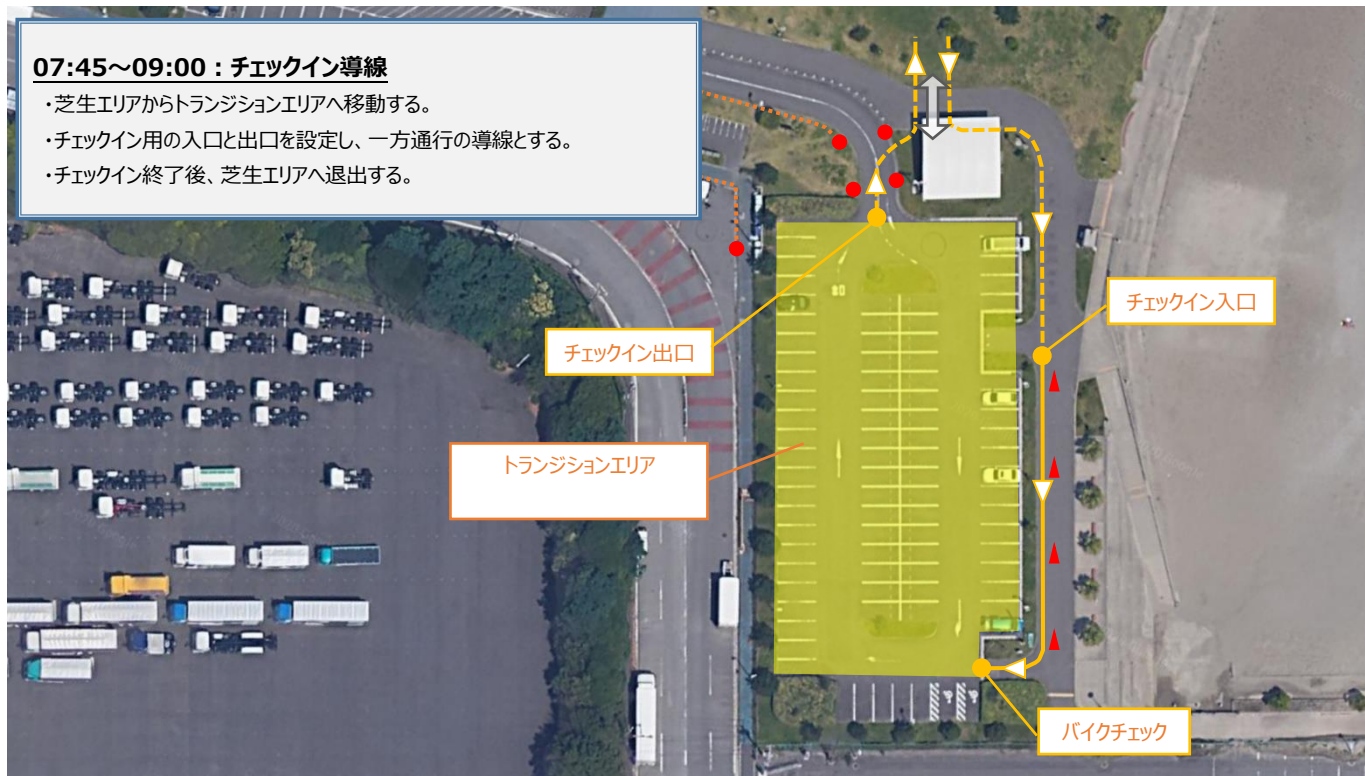 07:45～09:00：チェックイン導線
・芝生エリアからトランジションエリアへ移動する。
・チェックイン用の入口と出口を設定し、一方通行の導線とする。
・チェックイン終了後、芝生エリアへ退出する。
チェックイン入口
チェックイン出口
トランジションエリア
バイクチェック